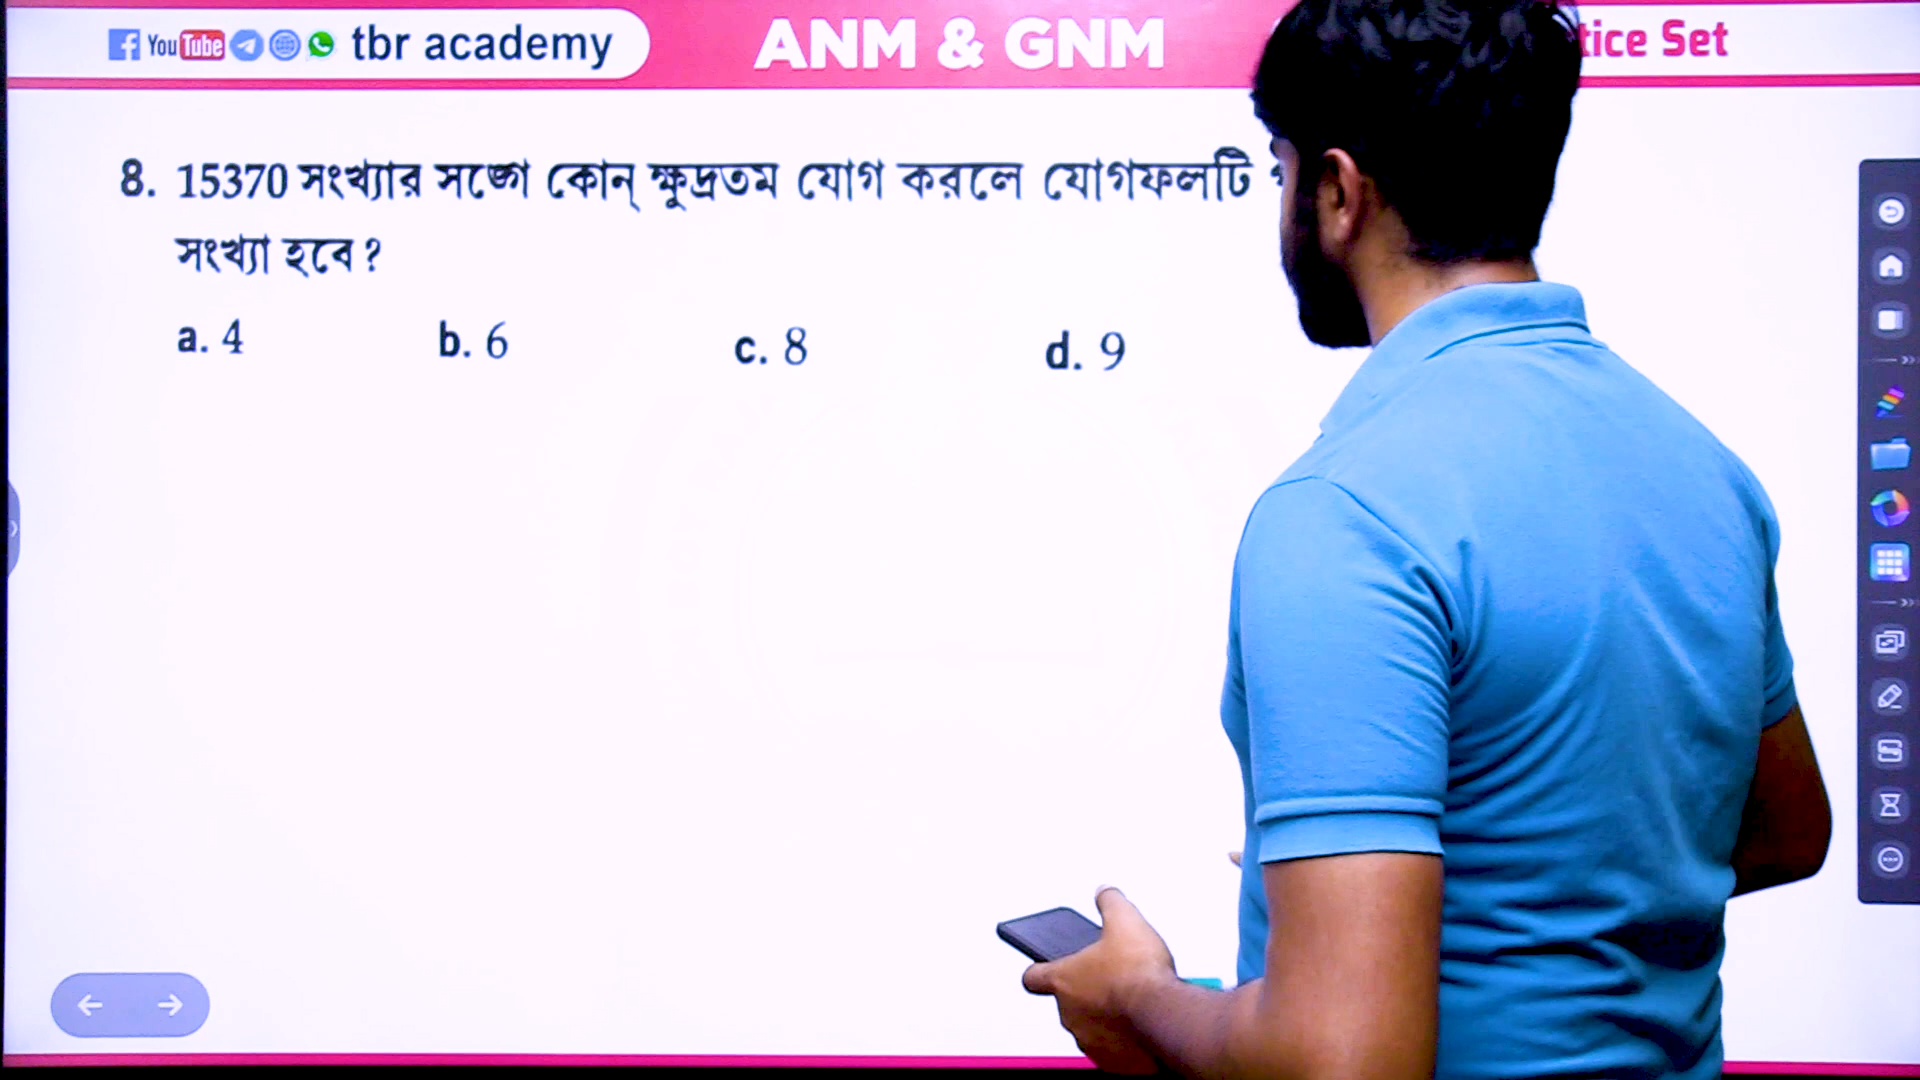 You Tube tbr academy
ANM & GNM
tice Set
8. 15370 সংখ্যার সঙ্গে কোন্ ক্ষুদ্রতম যোগ করলে যোগফলটি
সংখ্যা হবে?
a. 4 b. 6 c. 8 d. 9